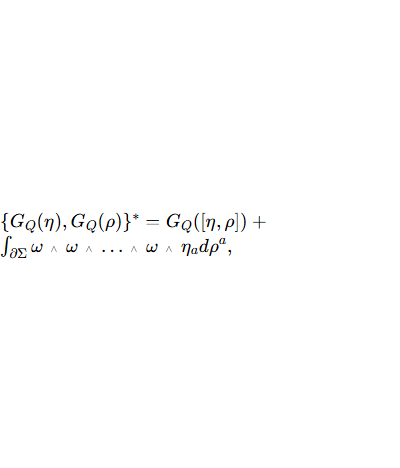 {G_Q(η), G_Q(ρ)}* = G_Q([η, ρ]) +
∫_{∂Σ} ω ∧ ω ∧ … ∧ ω ∧ η_a dρ^a,